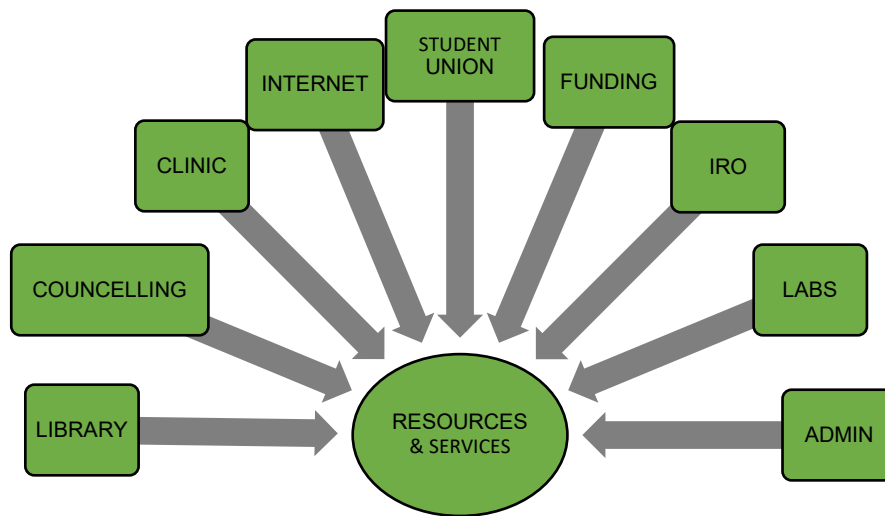 STUDENT
UNION
INTERNET
FUNDING
CLINIC
IRO
COUNCELLING
LABS
LIBRARY
RESOURCES
& SERVICES
ADMIN